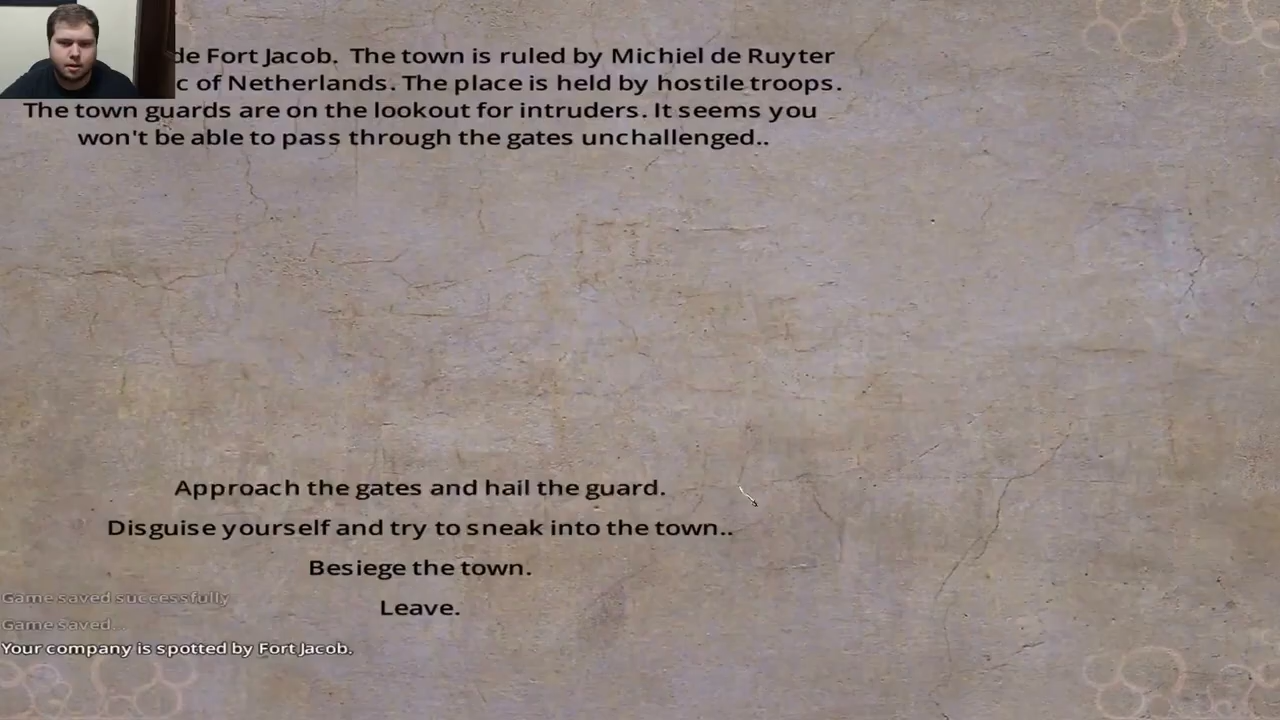 de Fort Jacob. The town is ruled by Michiel de Ruyter
c of Netherlands. The place is held by hostile troops.
The town guards are on the lookout for intruders. It seems you
won't be able to pass through the gates unchallenged..
Approach the gates and hail the guard.
Disguise yourself and try to sneak into the town..
Besiege the town.
Leave.
Game saved successfully
Game saved...
Your company is spotted by Fort Jacob.